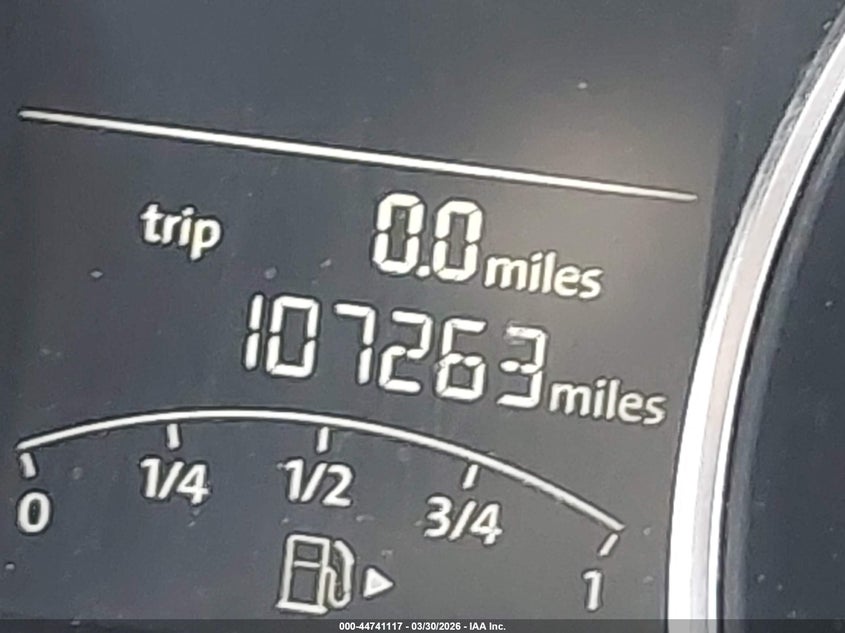 trip 0.0 miles
107263 miles
0 1/4 1/2 3/4 1
000-44741117 - 03/30/2026 - IAA Inc.